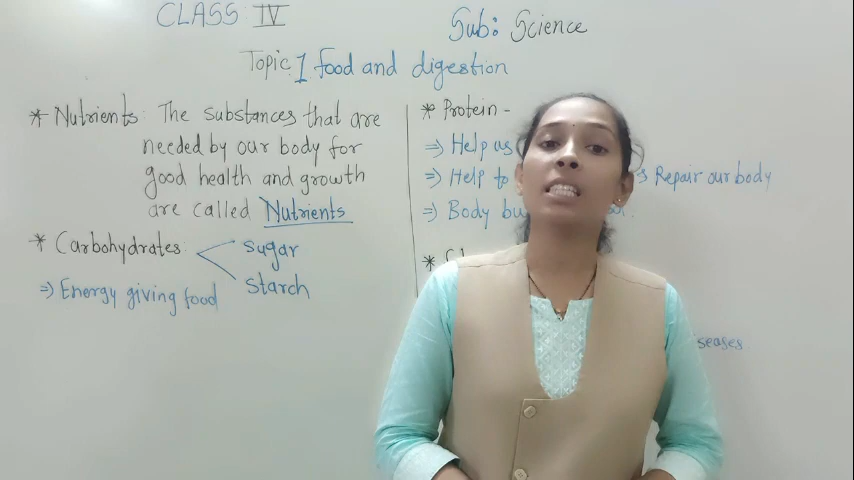 CLASS IV
Sub: Science
Topic: 1 food and digestion
* Nutrients: The substances that are
needed by our body for
good health and growth
are called Nutrients
* Carbohydrates: sugar
starch
⇒ Energy giving food
* Protein -
⇒ Help us
⇒ Help to Repair our body
⇒ Body
*